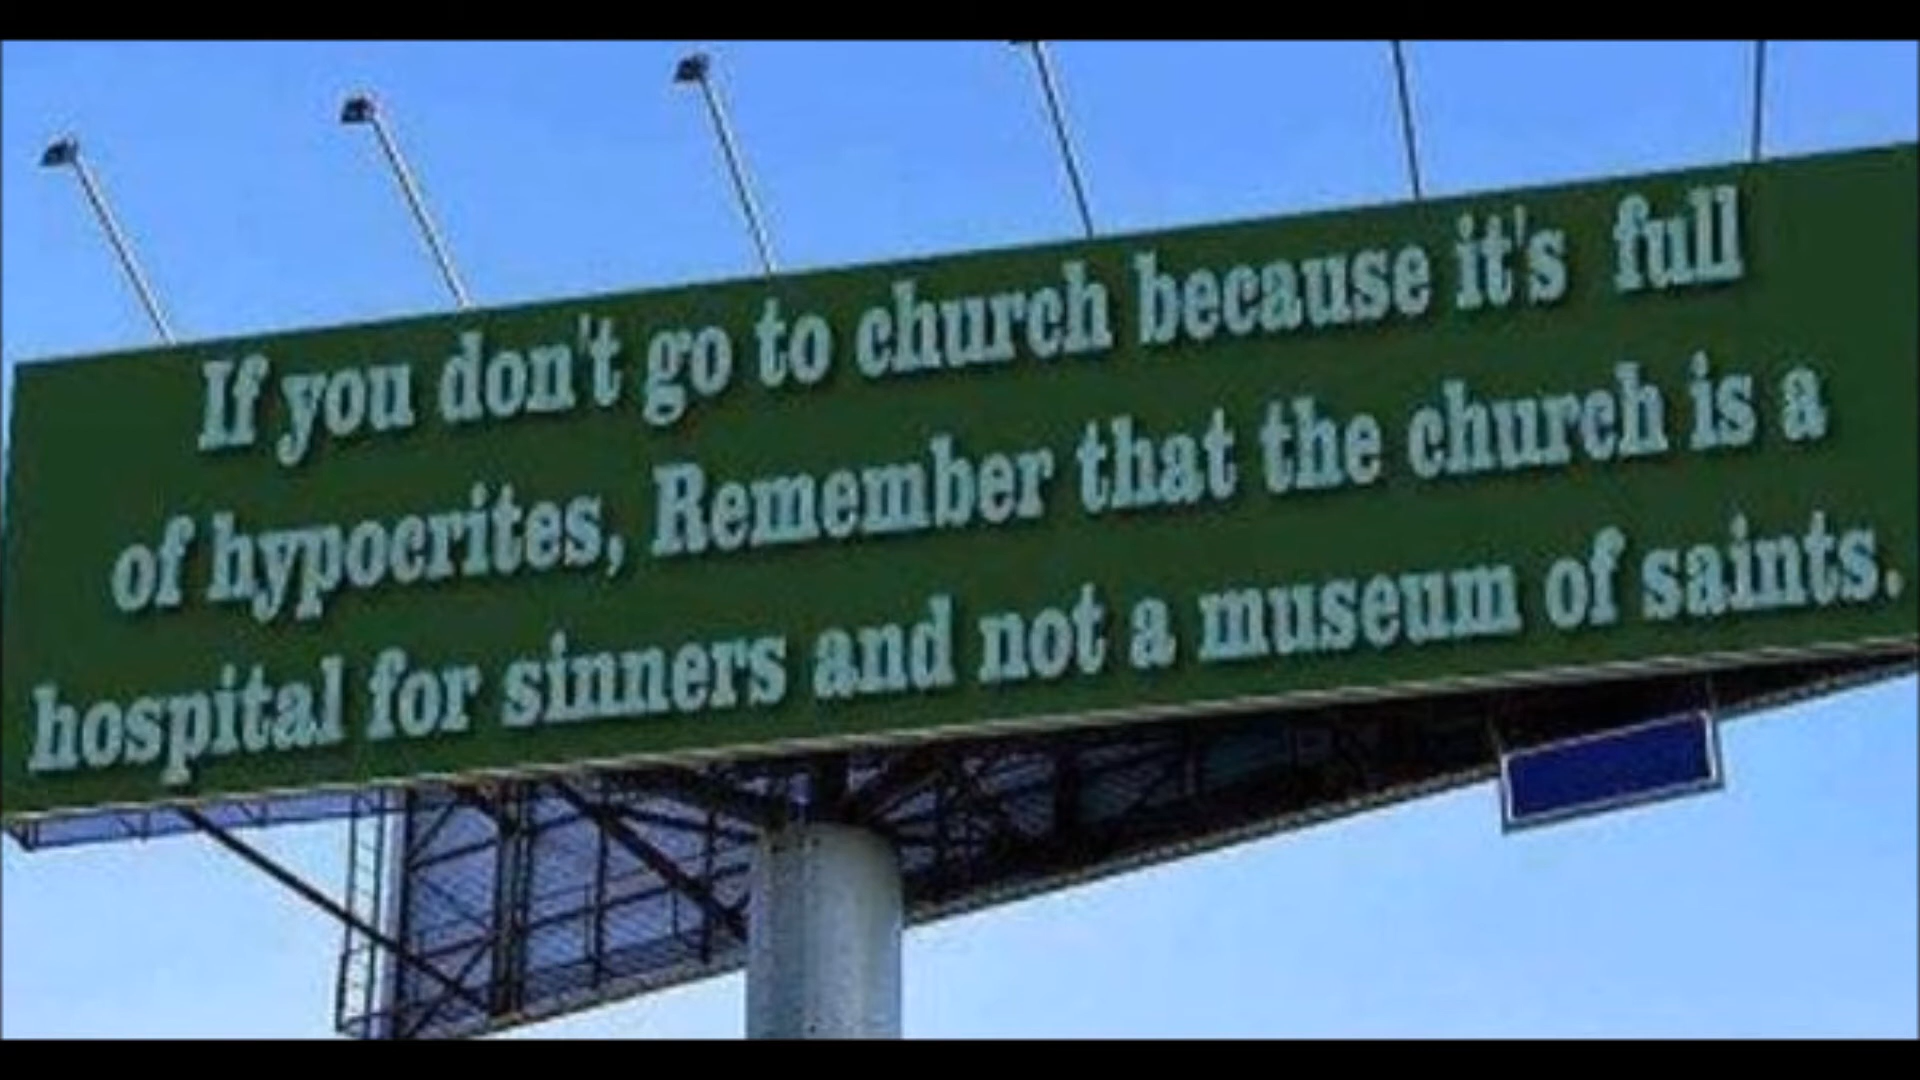 If you don't go to church because it's full
of hypocrites, Remember that the church is a
hospital for sinners and not a museum of saints.